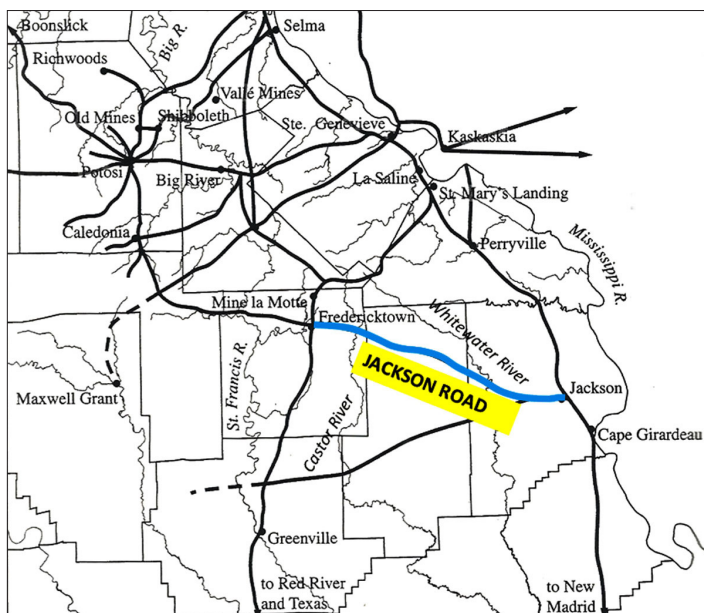 Boonslick
Big R.
Selma
Richwoods
Vallé Mines
Old Mines
Shibboleth
Ste. Genevieve
Kaskaskia
Potosi
Big River
La Saline
St. Mary's Landing
Mississippi R.
Caledonia
Perryville
Mine la Motte
Whitewater River
Fredericktown
St. Francis R.
JACKSON ROAD
Jackson
Maxwell Grant
Castor River
Cape Girardeau
Greenville
to Red River
and Texas
to New
Madrid